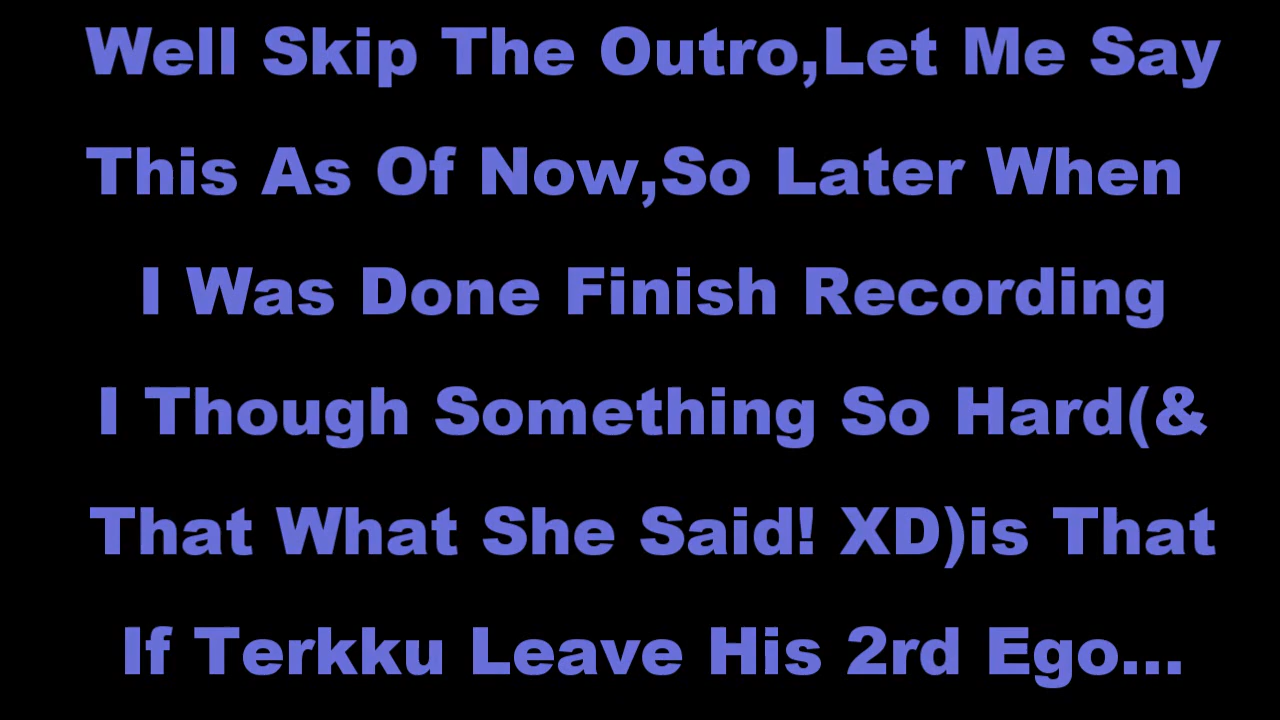 Well Skip The Outro,Let Me Say
This As Of Now,So Later When
I Was Done Finish Recording
I Though Something So Hard(&
That What She Said! XD)is That
If Terkku Leave His 2rd Ego...